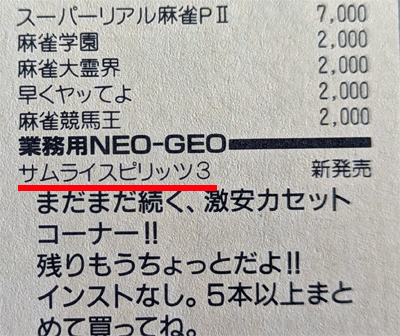 スーパーリアル麻雀PⅡ 7,000
麻雀学園 2,000
麻雀大霊界 2,000
早くヤッてよ 2,000
麻雀競馬王 2,000
業務用NEO-GEO
サムライスピリッツ3 新発売
まだまだ続く、激安カセット
コーナー!!
残りもうちょっとだよ!!
インストなし。5本以上まと
めて買ってね。